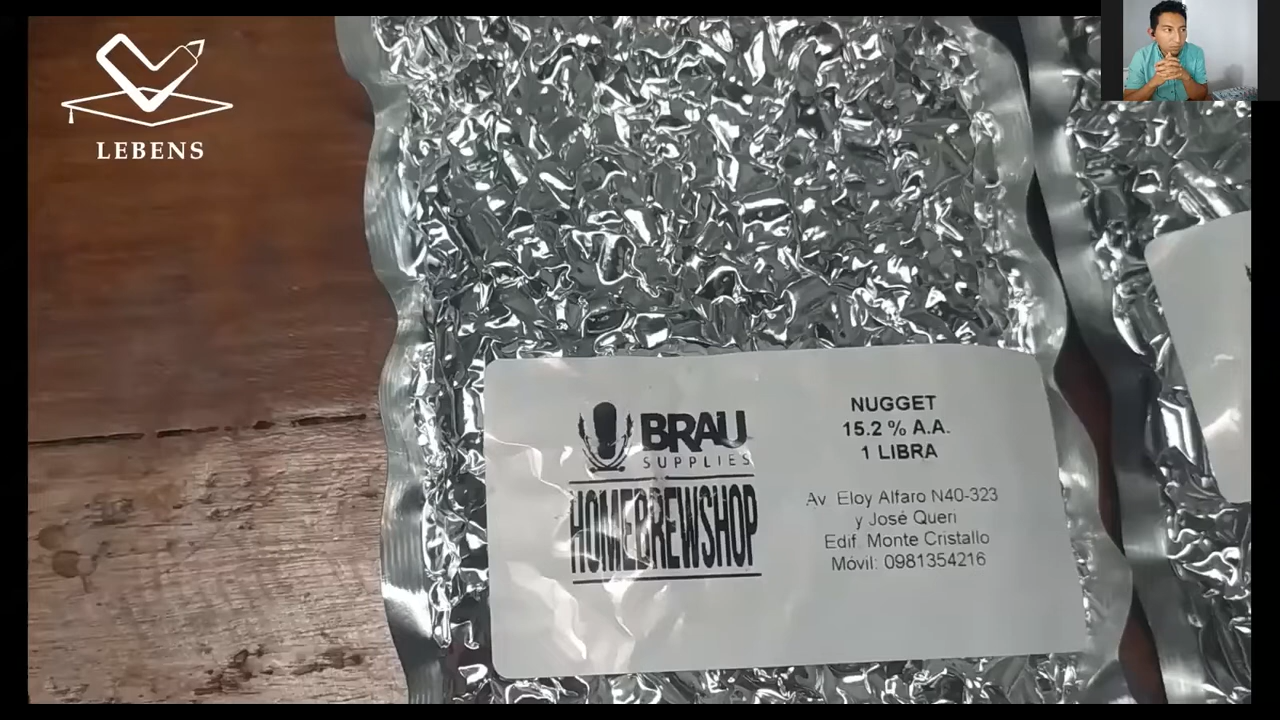 LEBENS
BRAU
SUPPLIES
HOMEBREWSHOP
NUGGET
15.2 % A.A.
1 LIBRA
Av. Eloy Alfaro N40-323
y José Queri
Edif. Monte Cristallo
Móvil: 0981354216